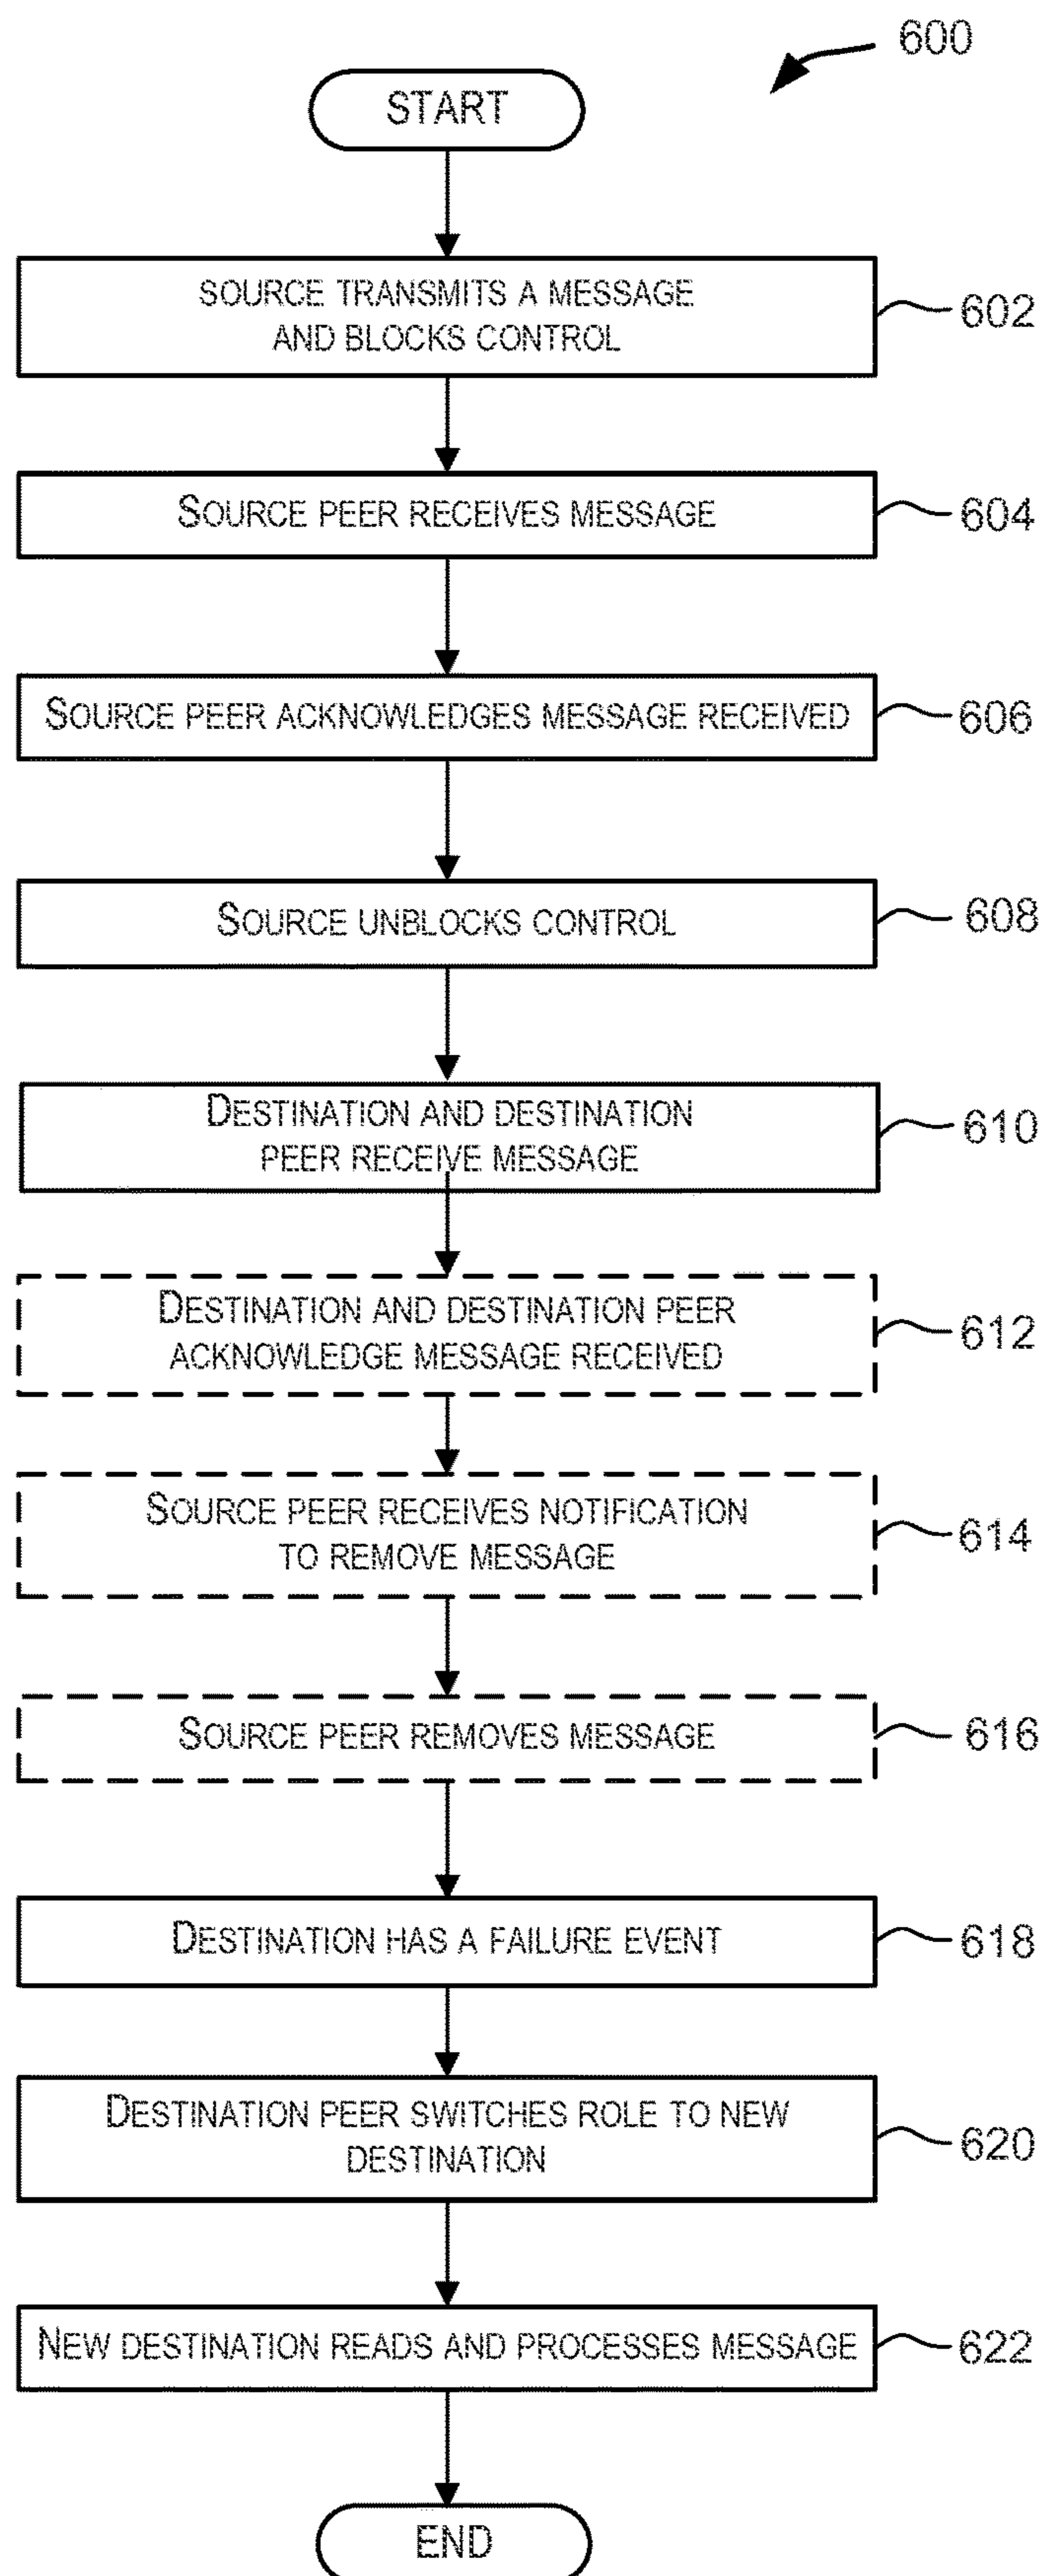 600
START
SOURCE TRANSMITS A MESSAGE
AND BLOCKS CONTROL
602
SOURCE PEER RECEIVES MESSAGE
604
SOURCE PEER ACKNOWLEDGES MESSAGE RECEIVED
606
SOURCE UNBLOCKS CONTROL
608
DESTINATION AND DESTINATION
PEER RECEIVE MESSAGE
610
DESTINATION AND DESTINATION PEER
ACKNOWLEDGE MESSAGE RECEIVED
612
SOURCE PEER RECEIVES NOTIFICATION
TO REMOVE MESSAGE
614
SOURCE PEER REMOVES MESSAGE
616
DESTINATION HAS A FAILURE EVENT
618
DESTINATION PEER SWITCHES ROLE TO NEW
DESTINATION
620
NEW DESTINATION READS AND PROCESSES MESSAGE
622
END